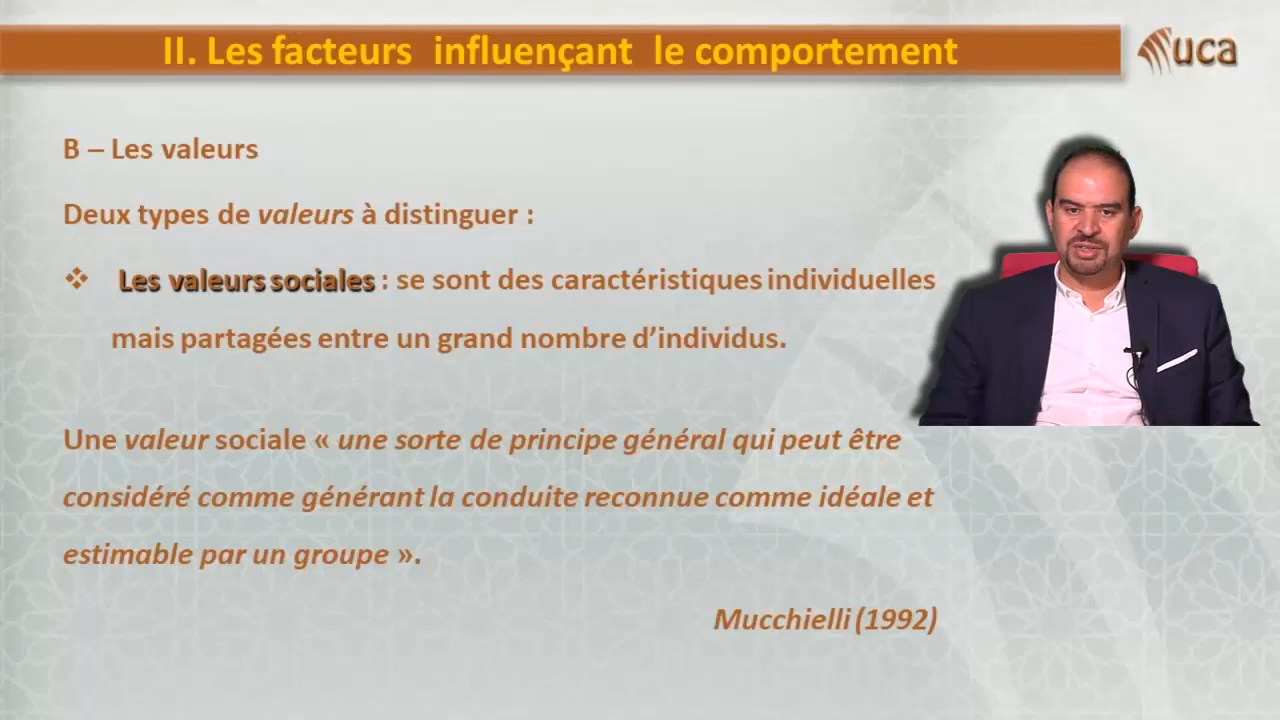 II. Les facteurs influençant le comportement
uca
B – Les valeurs
Deux types de valeurs à distinguer :
❖ Les valeurs sociales : se sont des caractéristiques individuelles
mais partagées entre un grand nombre d’individus.
Une valeur sociale « une sorte de principe général qui peut être
considéré comme générant la conduite reconnue comme idéale et
estimable par un groupe ».
Mucchielli (1992)